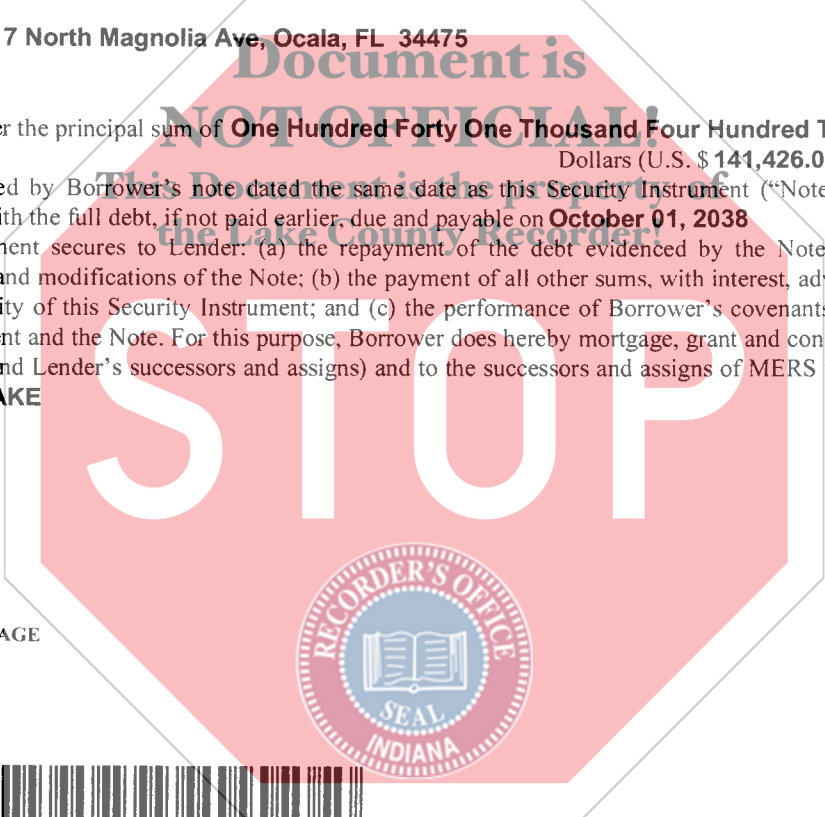 7 North Magnolia Ave, Ocala, FL 34475
Document is
NOT OFFICIAL!
er the principal sum of One Hundred Forty One Thousand Four Hundred T
Dollars (U.S. $ 141,426.0
This Document is the property of
ed by Borrower's note dated the same date as this Security Instrument (“Note
ith the full debt, if not paid earlier, due and payable on October 01, 2038
the Lake County Recorder!
nent secures to Lender: (a) the repayment of the debt evidenced by the Note
and modifications of the Note; (b) the payment of all other sums, with interest, adv
ity of this Security Instrument; and (c) the performance of Borrower's covenants
nt and the Note. For this purpose, Borrower does hereby mortgage, grant and con
nd Lender's successors and assigns) and to the successors and assigns of MERS
AKE
STOP
RECORDER'S OFFICE
SEAL
INDIANA
AGE